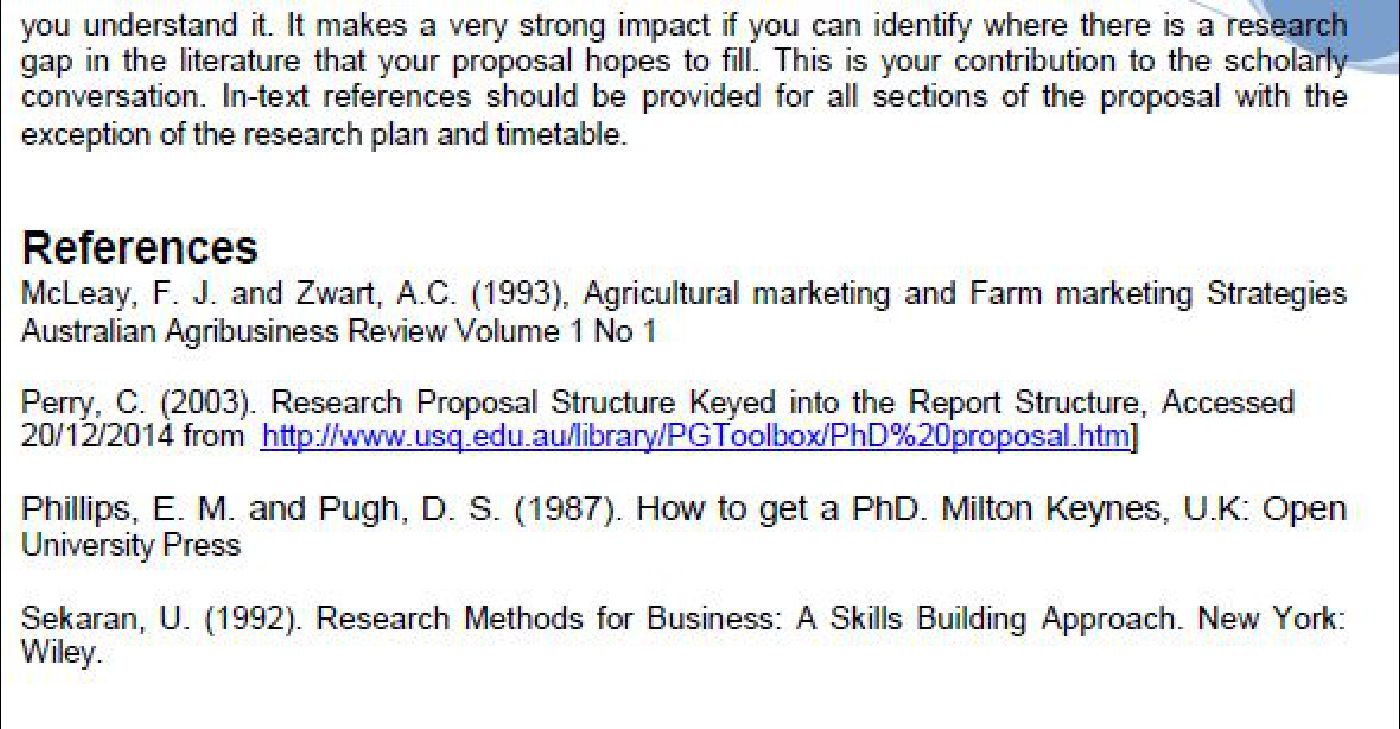 you understand it. It makes a very strong impact if you can identify where there is a research
gap in the literature that your proposal hopes to fill. This is your contribution to the scholarly
conversation. In-text references should be provided for all sections of the proposal with the
exception of the research plan and timetable.
References
McLeay, F. J. and Zwart, A.C. (1993), Agricultural marketing and Farm marketing Strategies
Australian Agribusiness Review Volume 1 No 1
Perry, C. (2003). Research Proposal Structure Keyed into the Report Structure, Accessed
20/12/2014 from http://www.usq.edu.au/library/PGToolbox/PhD%20proposal.htm]
Phillips, E. M. and Pugh, D. S. (1987). How to get a PhD. Milton Keynes, U.K: Open
University Press
Sekaran, U. (1992). Research Methods for Business: A Skills Building Approach. New York:
Wiley.